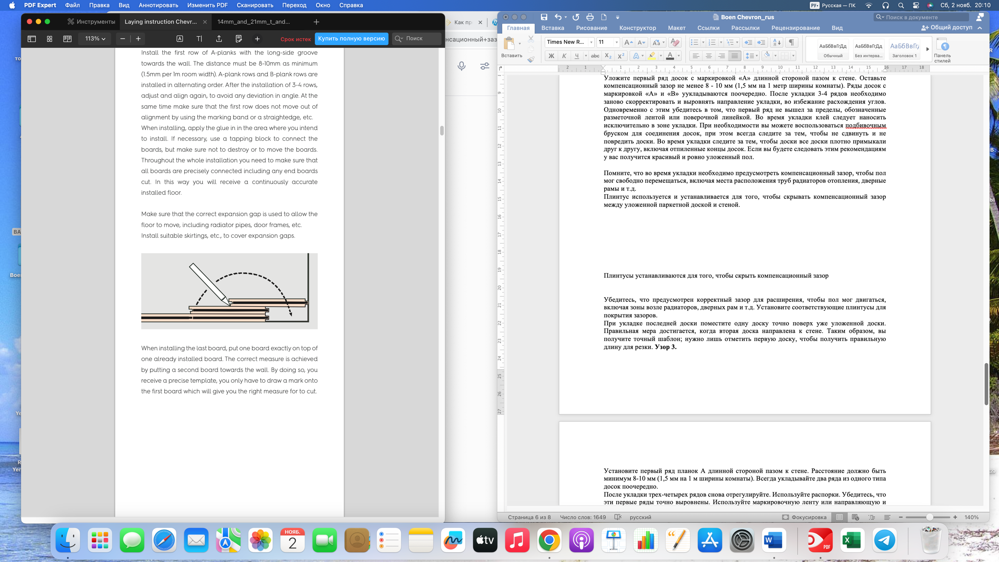 PDF Expert Файл Правка Вид Аннотировать Изменить PDF Сканировать Переход Окно Справка
РУ Русская — ПК Сб, 2 нояб. 20:10
Инструменты Laying instruction Chevr... 14mm_and_21mm_t_and...
113% Срок истек Купить полную версию Поиск
Install the first row of A-planks with the long-side groove
towards the wall. The distance must be 8-10mm as minimum
(1.5mm per 1m room width). A-plank rows and B-plank rows are
installed in alternating order. After the installation of 3-4 rows,
adjust and align again, to avoid any deviation in angle. At the
same time make sure that the first row does not move out of
alignment by using the marking band or a straightedge, etc.
When installing, apply the glue in in the area where you intend
to install. If necessary, use a tapping block to connect the
boards, but make sure not to destroy or to move the boards.
Throughout the whole installation you need to make sure that
all boards are precisely connected including any end boards
cut. In this way you will receive a continuously accurate
installed floor.
Make sure that the correct expansion gap is used to allow the
floor to move, including radiator pipes, door frames, etc.
Install suitable skirtings, etc., to cover expansion gaps.
When installing the last board, put one board exactly on top of
one already installed board. The correct measure is achieved
by putting a second board towards the wall. By doing so, you
receive a precise template, you only have to draw a mark onto
the first board which will give you the right measure for to cut.
Как пр
нсационный+заз
Boen Chevron_rus
Поиск в документе
Главная Вставка Рисование Конструктор Макет Ссылки Рассылки Рецензирование Вид Общий доступ
Вставить
Times New R... 11
Ж К Ч abc X₂ X²
АаБбВвГгДд АаБбВвГгДд АаБбВвГг
Обычный Без интерва... Заголовок 1
Панель
стилей
2 1 1 2 3 4 5 6 7 8 9 10 11 12 13 14 15 16 17 18
Уложите первый ряд досок с маркировкой «А» длинной стороной пазом к стене. Оставьте
компенсационный зазор не менее 8 - 10 мм (1,5 мм на 1 метр ширины комнаты). Ряды досок с
маркировкой «А» и «В» уукладываются поочередно. После укладки 3-4 рядов необходимо
заново скорректировать и выровнять направление укладки, во избежание расхождения углов.
Одновременно с этим убедитесь в том, что первый ряд не вышел за пределы, обозначенные
разметочной лентой или поверочной линейкой. Во время укладки клей следует наносить
исключительно в зоне укладки. При необходимости вы можете воспользоваться подбивочным
бруском для соединения досок, при этом всегда следите за тем, чтобы не сдвинуть и не
повредить доски. Во время укладки следите за тем, чтобы доски все доски плотно примыкали
друг к другу, включая отпиленные концы досок. Если вы будете следовать этим рекомендациям
у вас получится красивый и ровно уложенный пол.
Помните, что во время укладки необходимо предусмотреть компенсационный зазор, чтобы пол
мог свободно перемещаться, включая места расположения труб радиаторов отопления, дверные
рамы и т.д.
Плинтус используется и устанавливается для того, чтобы скрывать компенсационный зазор
между уложенной паркетной доской и стеной.
Плинтусы устанавливаются для того, чтобы скрыть компенсационный зазор
Убедитесь, что предусмотрен корректный зазор для расширения, чтобы пол мог двигаться,
включая зоны возле радиаторов, дверных рам и т.д. Установите соответствующие плинтусы для
покрытия зазоров.
При укладке последней доски поместите одну доску точно поверх уже уложенной доски.
Правильная мера достигается, когда вторая доска направлена к стене. Таким образом, вы
получите точный шаблон; нужно лишь отметить первую доску, чтобы получить правильную
длину для резки. Узор 3.
Установите первый ряд планок А длинной стороной пазом к стене. Расстояние должно быть
минимум 8-10 мм (1,5 мм на 1 м ширины комнаты). Всегда укладывайте два ряда из одного типа
досок поочередно.
После укладки трех-четырех рядов снова отрегулируйте. Используйте распорки. Убедитесь, что
эти первые ряды точно выровнены. Используйте маркировочную ленту или направляющую и
Страница 6 из 8 Число слов: 1649 русский Фокусировка 140%
НОЯБ.
2
tv
W
PDF
X